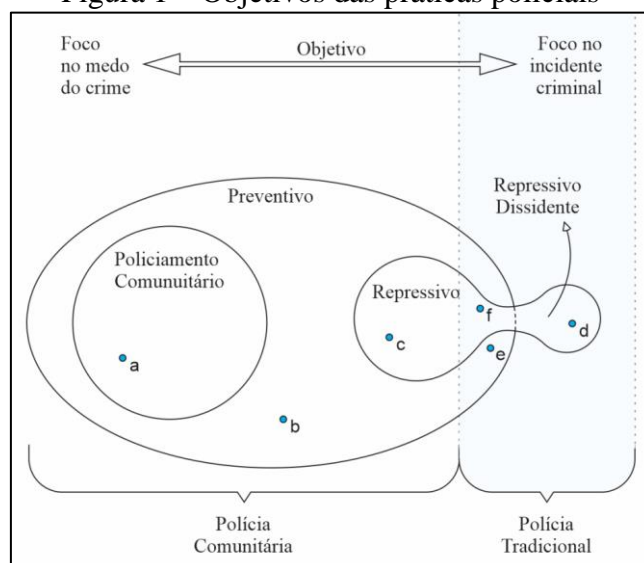 Figura 1 – Objetivos das práticas policiais
Foco
no medo
do crime
Objetivo
Foco no
incidente
criminal
Preventivo
Repressivo
Dissidente
Policiamento
Comunuitário
Repressivo
f
d
c
e
a
b
Polícia
Comunitária
Polícia
Tradicional